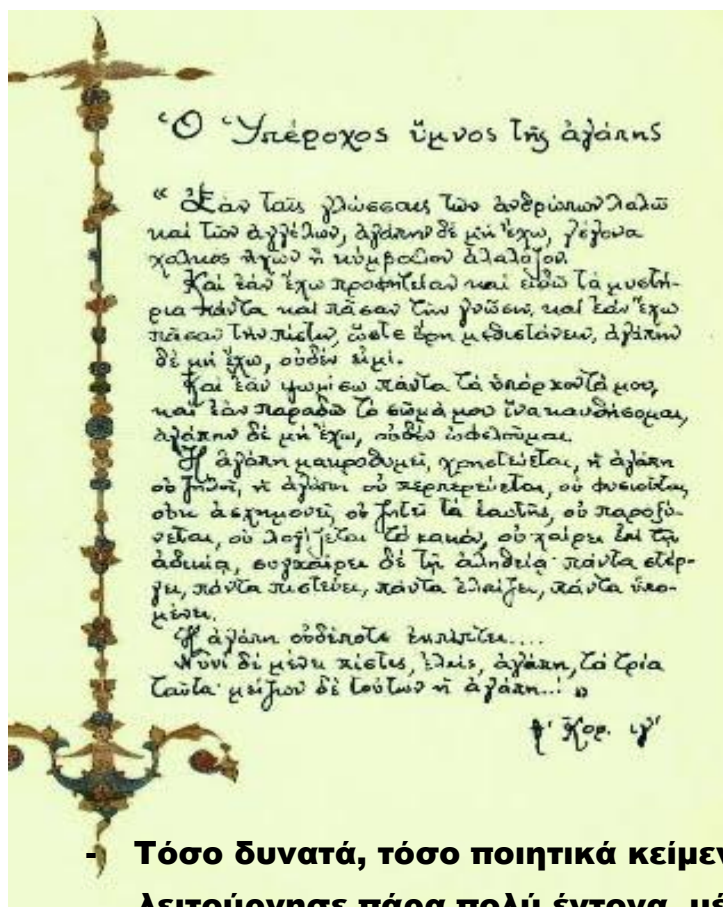 Ὁ Ὑπέροχος ὕμνος τῆς ἀγάπης
“ Ἐὰν ταῖς γλώσσαις τῶν ἀνθρώπων λαλῶ
καὶ τῶν ἀγγέλων, ἀγάπην δὲ μὴ ἔχω, γέγονα
χαλκὸς ἠχῶν ἢ κύμβαλον ἀλαλάζον.
Καὶ ἐὰν ἔχω προφητείαν καὶ εἰδῶ τὰ μυστή-
ρια πάντα καὶ πᾶσαν τὴν γνῶσιν, καὶ ἐὰν ἔχω
πᾶσαν τὴν πίστιν, ὥστε ὄρη μεθιστάνειν, ἀγάπην
δὲ μὴ ἔχω, οὐδέν εἰμι.
Καὶ ἐὰν ψωμίσω πάντα τὰ ὑπάρχοντά μου,
καὶ ἐὰν παραδῶ τὸ σῶμά μου ἵνα καυθήσομαι,
ἀγάπην δὲ μὴ ἔχω, οὐδὲν ὠφελοῦμαι.
Ἡ ἀγάπη μακροθυμεῖ, χρηστεύεται, ἡ ἀγάπη
οὐ ζηλοῖ, ἡ ἀγάπη οὐ περπερεύεται, οὐ φυσιοῦται,
οὐκ ἀσχημονεῖ, οὐ ζητεῖ τὰ ἑαυτῆς, οὐ παροξύ-
νεται, οὐ λογίζεται τὸ κακόν, οὐ χαίρει ἐπὶ τῇ
ἀδικίᾳ, συγχαίρει δὲ τῇ ἀληθείᾳ· πάντα στέρ-
γει, πάντα πιστεύει, πάντα ἐλπίζει, πάντα ὑπο-
μένει.
Ἡ ἀγάπη οὐδέποτε ἐκπίπτει....
Νυνὶ δὲ μένει πίστις, ἐλπίς, ἀγάπη, τὰ τρία
ταῦτα· μείζων δὲ τούτων ἡ ἀγάπη..! »
Κορ. ιγ'
- Τόσο δυνατά, τόσο ποιητικά
λειτούργησε πάρα πολύ έντονα,